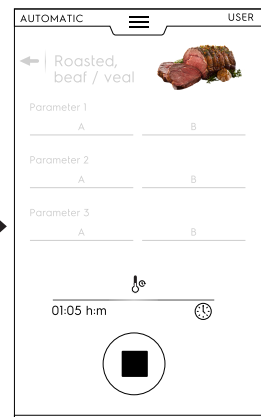 AUTOMATIC USER
Roasted,
beef / veal
Parameter 1
A B
Parameter 2
A B
Parameter 3
A B
01:05 h:m